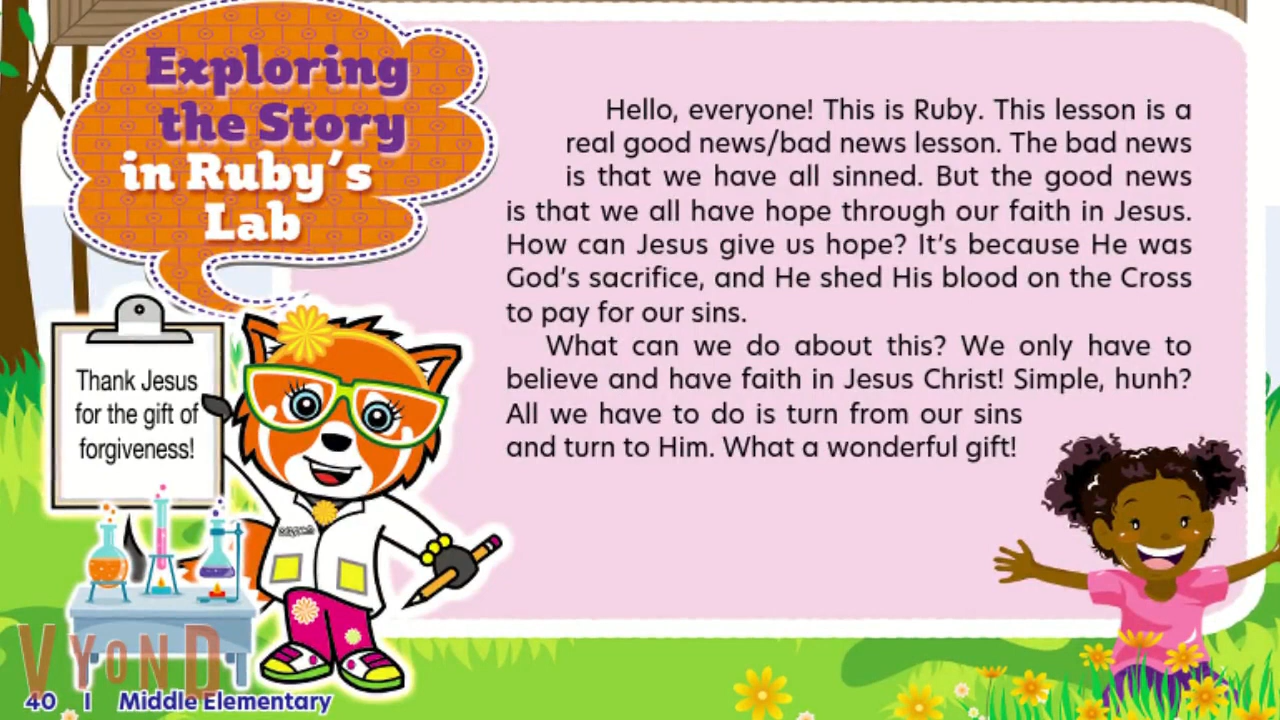 Exploring
the Story
in Ruby's
Lab
Hello, everyone! This is Ruby. This lesson is a
real good news/bad news lesson. The bad news
is that we have all sinned. But the good news
is that we all have hope through our faith in Jesus.
How can Jesus give us hope? It's because He was
God's sacrifice, and He shed His blood on the Cross
to pay for our sins.
What can we do about this? We only have to
believe and have faith in Jesus Christ! Simple, hunh?
All we have to do is turn from our sins
and turn to Him. What a wonderful gift!
Thank Jesus
for the gift of
forgiveness!
VYOND
40 | Middle Elementary